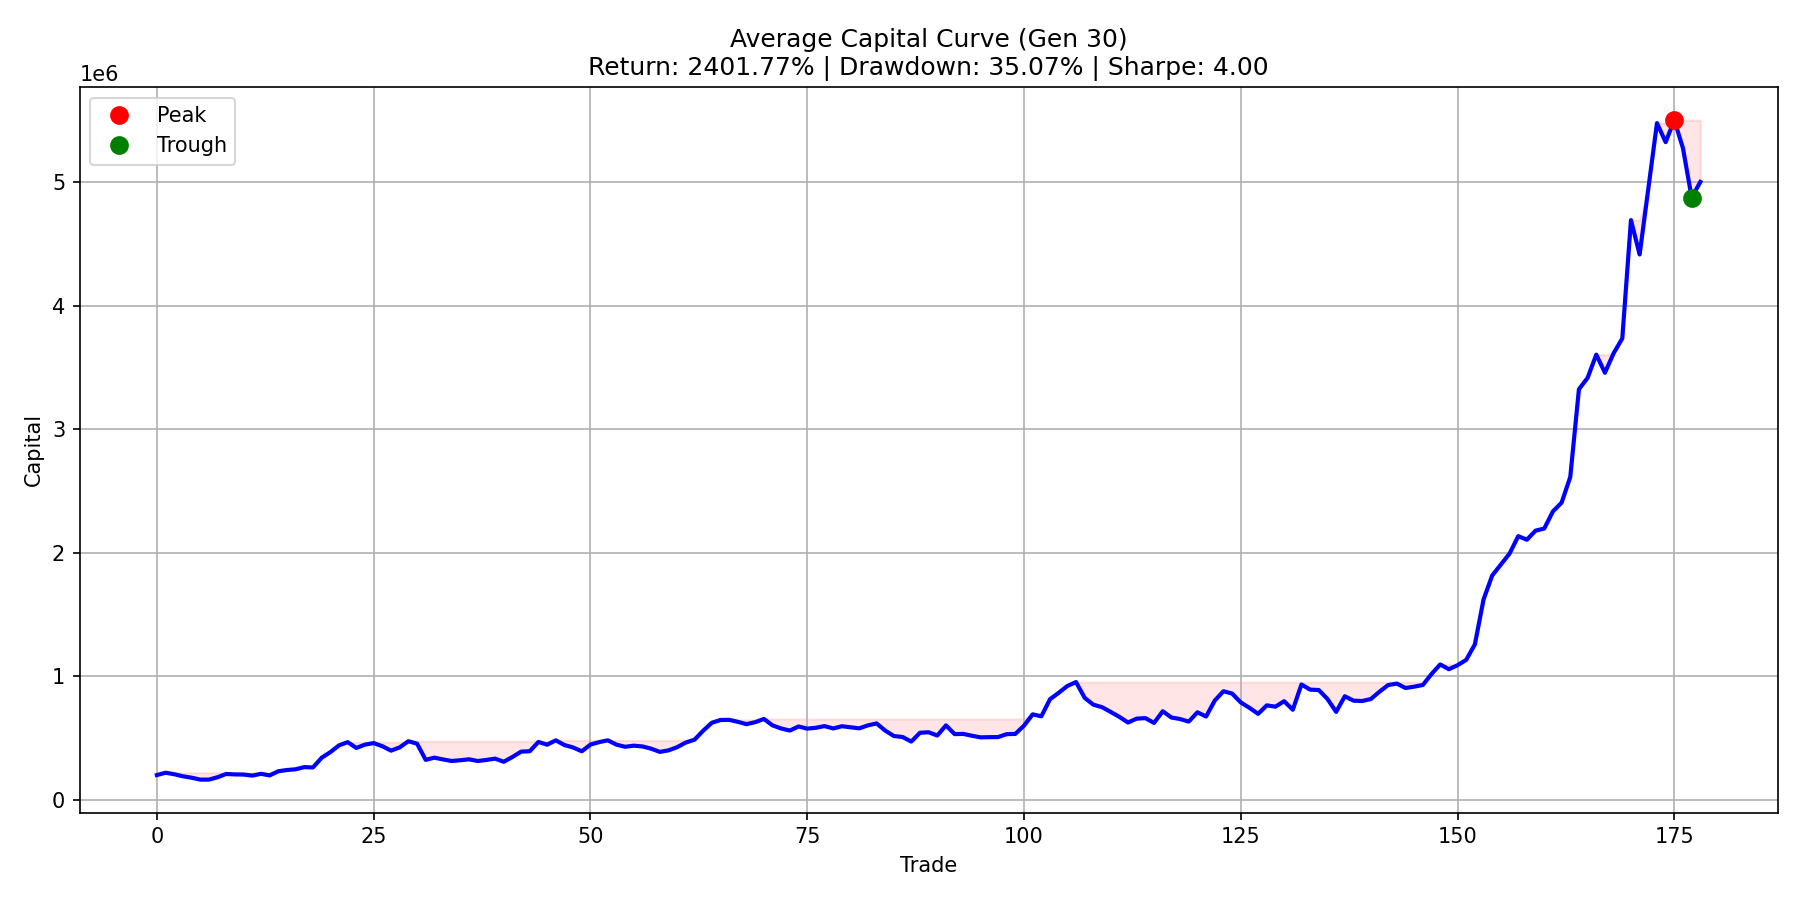 Average Capital Curve (Gen 30)
Return: 2401.77% | Drawdown: 35.07% | Sharpe: 4.00
1e6
Peak
Trough
5
4
3
2
1
0
Capital
0 25 50 75 100 125 150 175
Trade